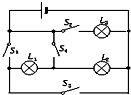 S₂ L₃
S₁ S₄
L₁ L₂
S₃